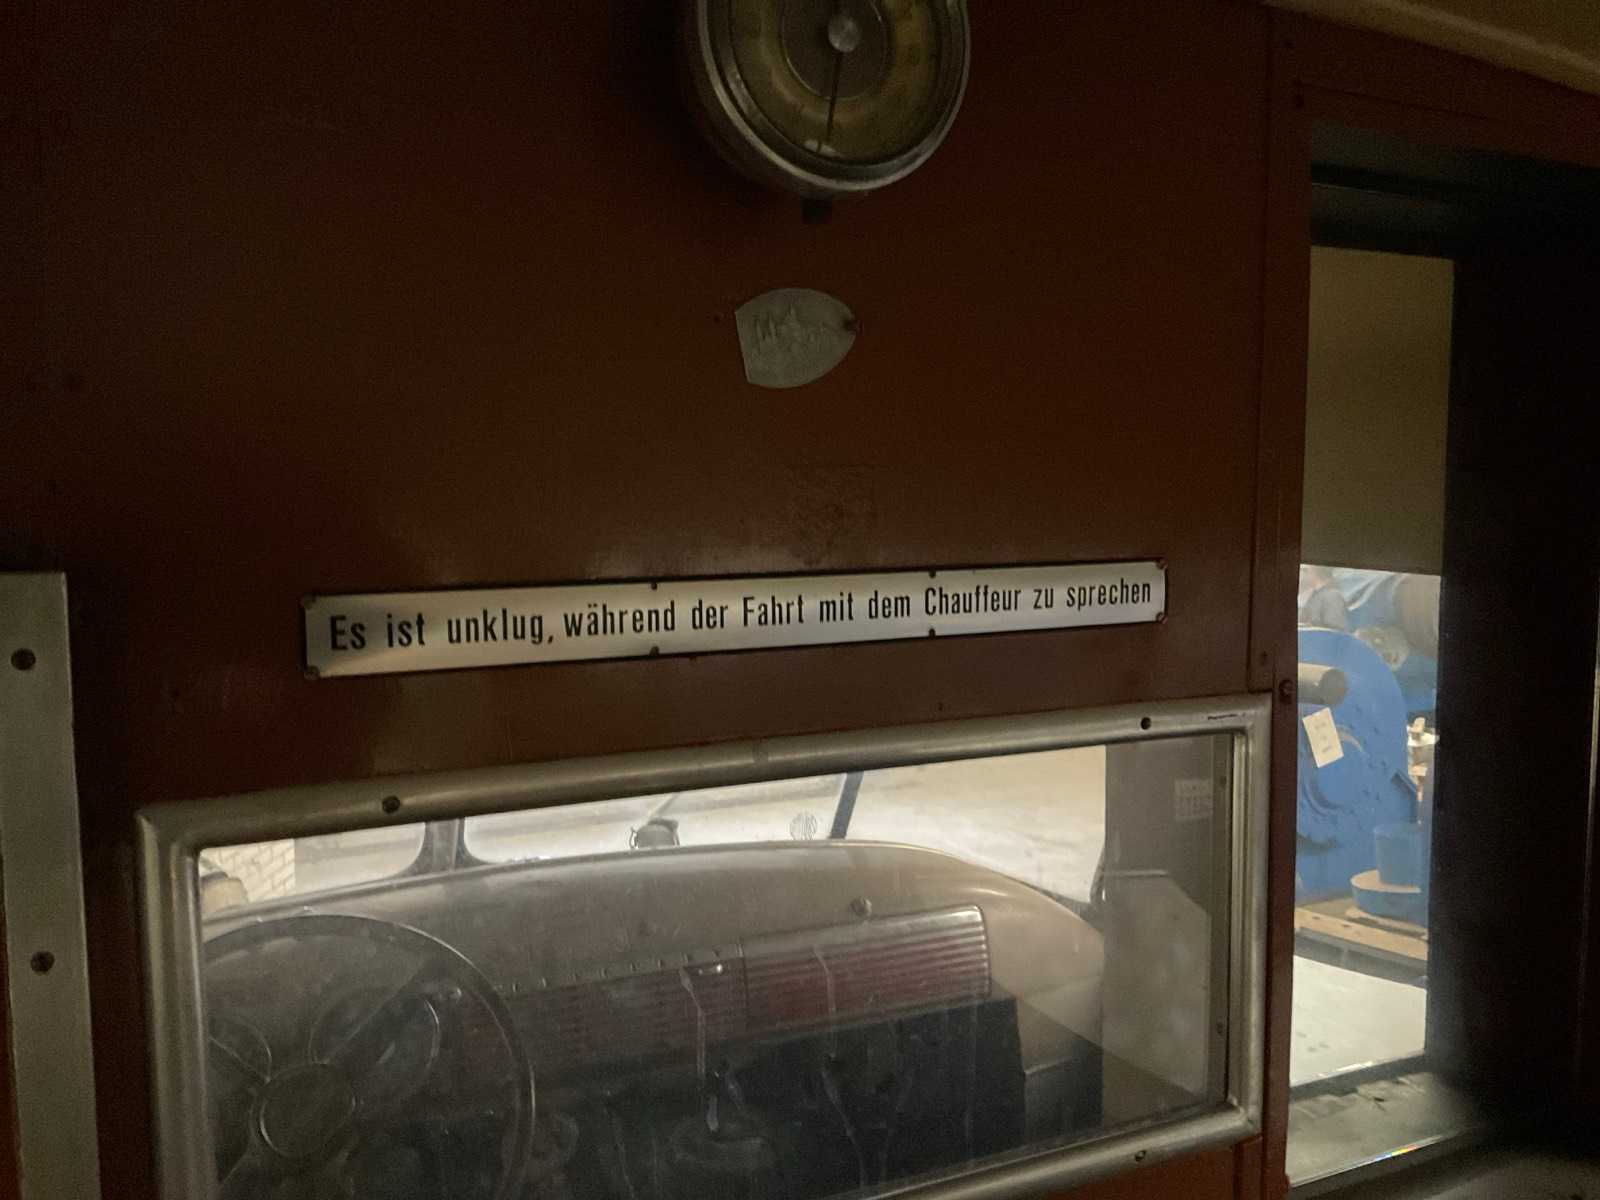 Es ist unklug, während der Fahrt mit dem Chauffeur zu sprechen